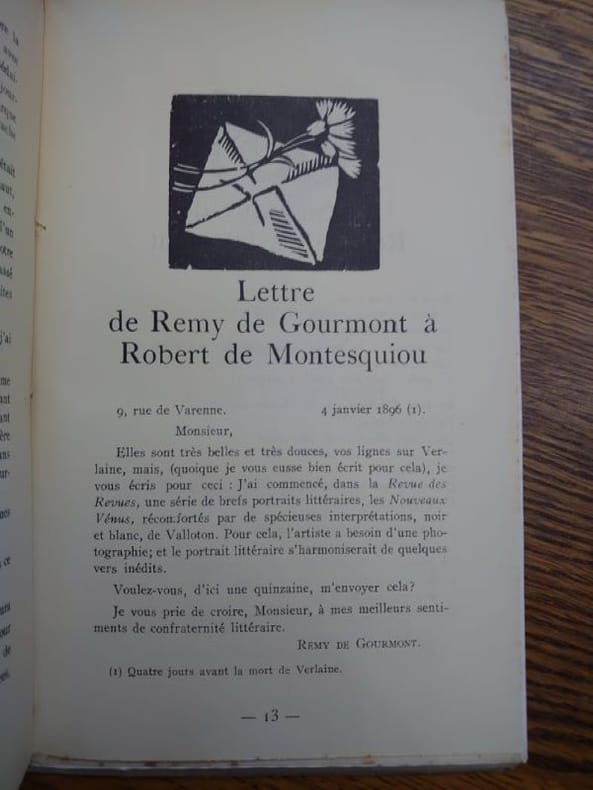 Lettre
de Remy de Gourmont à
Robert de Montesquiou
9, rue de Varenne. 4 janvier 1896 (1).
Monsieur,
Elles sont très belles et très douces, vos lignes sur Ver-
laine, mais, (quoique je vous eusse bien écrit pour cela), je
vous écris pour ceci : J'ai commencé, dans la Revue des
Revues, une série de brefs portraits littéraires, les Nouveaux
Vénus, réconfortés par de spécieuses interprétations, noir
et blanc, de Valloton. Pour cela, l'artiste a besoin d'une pho-
tographie; et le portrait littéraire s'harmoniserait de quelques
vers inédits.
Voulez-vous, d'ici une quinzaine, m'envoyer cela?
Je vous prie de croire, Monsieur, à mes meilleurs senti-
ments de confraternité littéraire.
Remy de Gourmont.
(1) Quatre jours avant la mort de Verlaine.
— 13 —